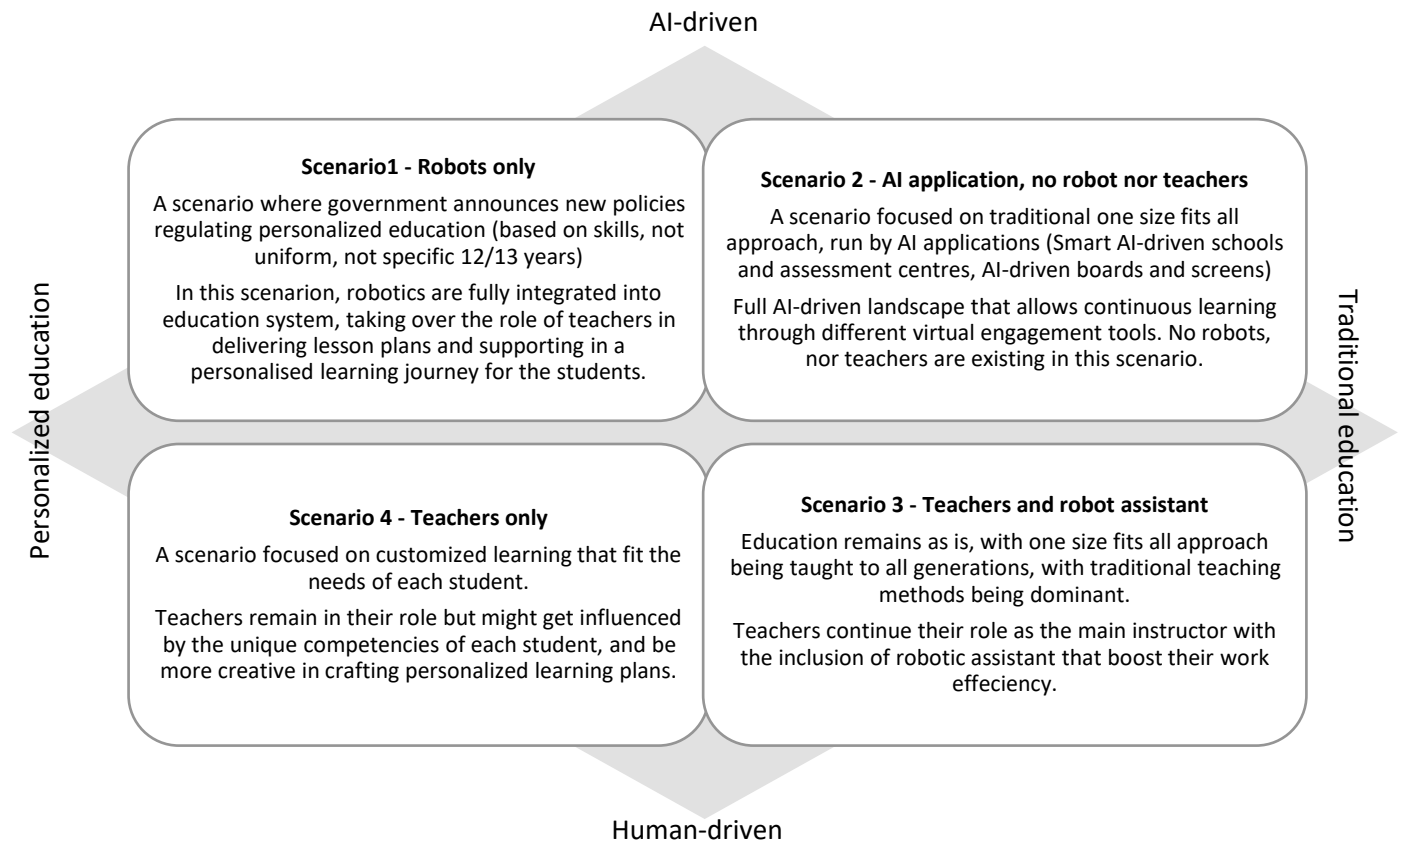 AI-driven
Scenario1 - Robots only
A scenario where government announces new policies
regulating personalized education (based on skills, not
uniform, not specific 12/13 years)
In this scenarion, robotics are fully integrated into
education system, taking over the role of teachers in
delivering lesson plans and supporting in a
personalised learning journey for the students.
Scenario 2 - AI application, no robot nor teachers
A scenario focused on traditional one size fits all
approach, run by AI applications (Smart AI-driven schools
and assessment centres, AI-driven boards and screens)
Full AI-driven landscape that allows continuous learning
through different virtual engagement tools. No robots,
nor teachers are existing in this scenario.
Personalized education
Traditional education
Scenario 4 - Teachers only
A scenario focused on customized learning that fit the
needs of each student.
Teachers remain in their role but might get influenced
by the unique competencies of each student, and be
more creative in crafting personalized learning plans.
Scenario 3 - Teachers and robot assistant
Education remains as is, with one size fits all approach
being taught to all generations, with traditional teaching
methods being dominant.
Teachers continue their role as the main instructor with
the inclusion of robotic assistant that boost their work
effeciency.
Human-driven